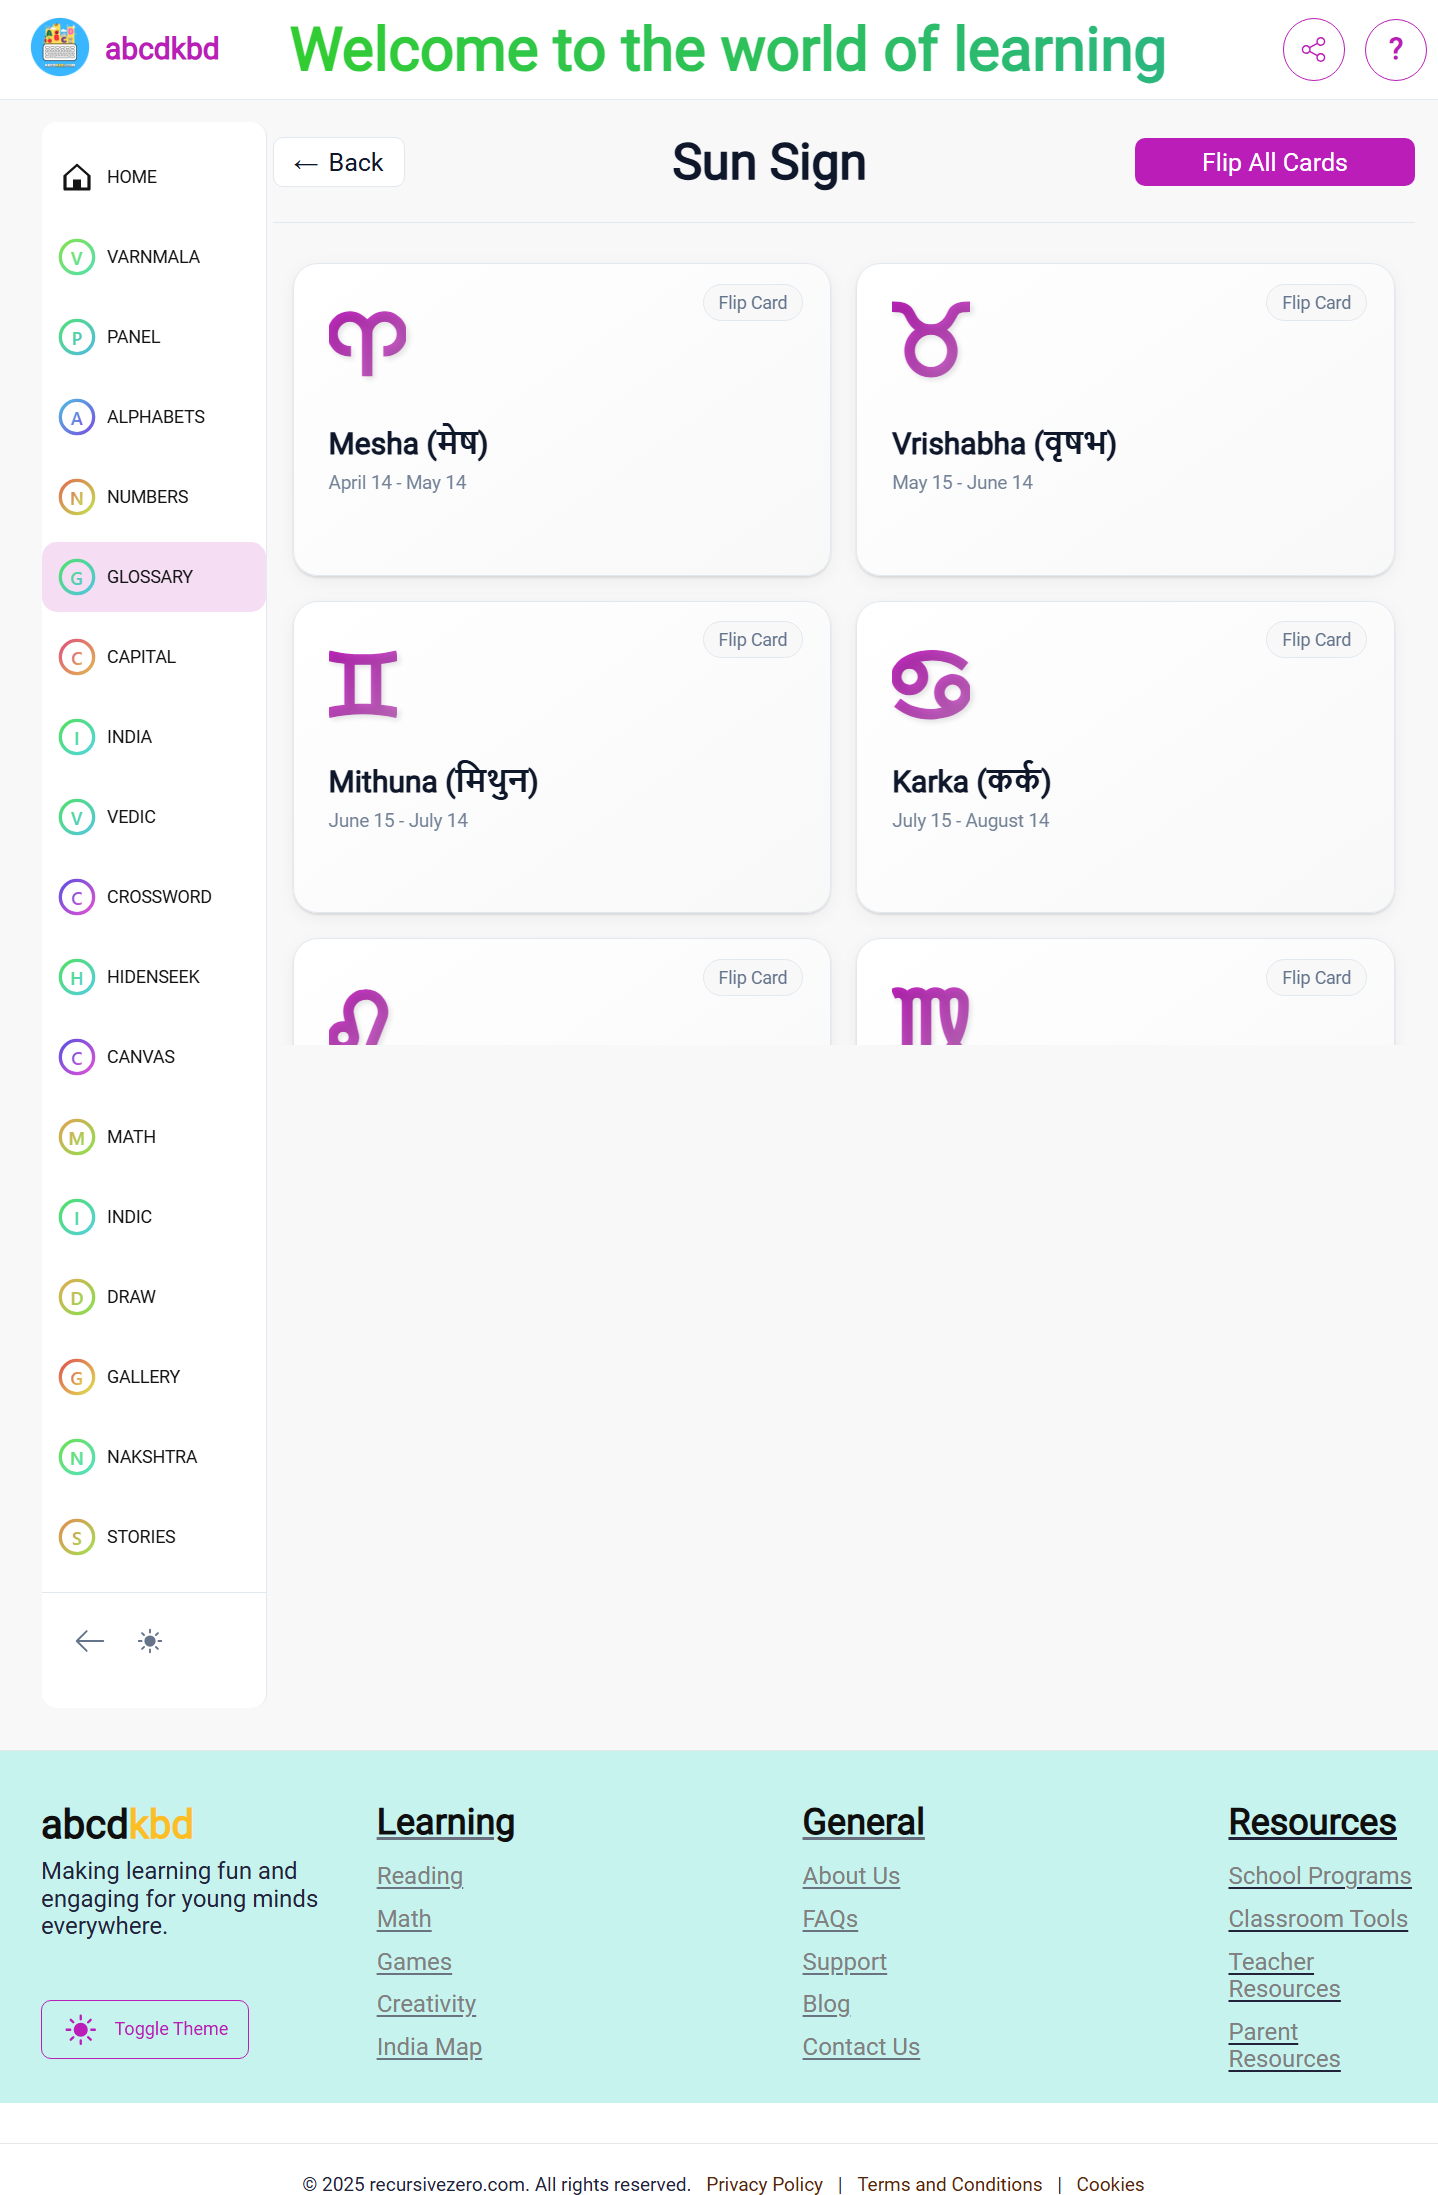 abcdkbd
Welcome to the world of learning
?
HOME
← Back
Sun Sign
Flip All Cards
V VARNMALA
P PANEL
A ALPHABETS
N NUMBERS
G GLOSSARY
C CAPITAL
I INDIA
V VEDIC
C CROSSWORD
H HIDENSEEK
C CANVAS
M MATH
I INDIC
D DRAW
G GALLERY
N NAKSHTRA
S STORIES
Flip Card
♈
Mesha (मेष)
April 14 - May 14
Flip Card
♉
Vrishabha (वृषभ)
May 15 - June 14
Flip Card
♊
Mithuna (मिथुन)
June 15 - July 14
Flip Card
♋
Karka (कर्क)
July 15 - August 14
Flip Card
♌
Flip Card
♍
abcdkbd
Making learning fun and
engaging for young minds
everywhere.
Toggle Theme
Learning
Reading
Math
Games
Creativity
India Map
General
About Us
FAQs
Support
Blog
Contact Us
Resources
School Programs
Classroom Tools
Teacher
Resources
Parent
Resources
© 2025 recursivezero.com. All rights reserved. Privacy Policy | Terms and Conditions | Cookies